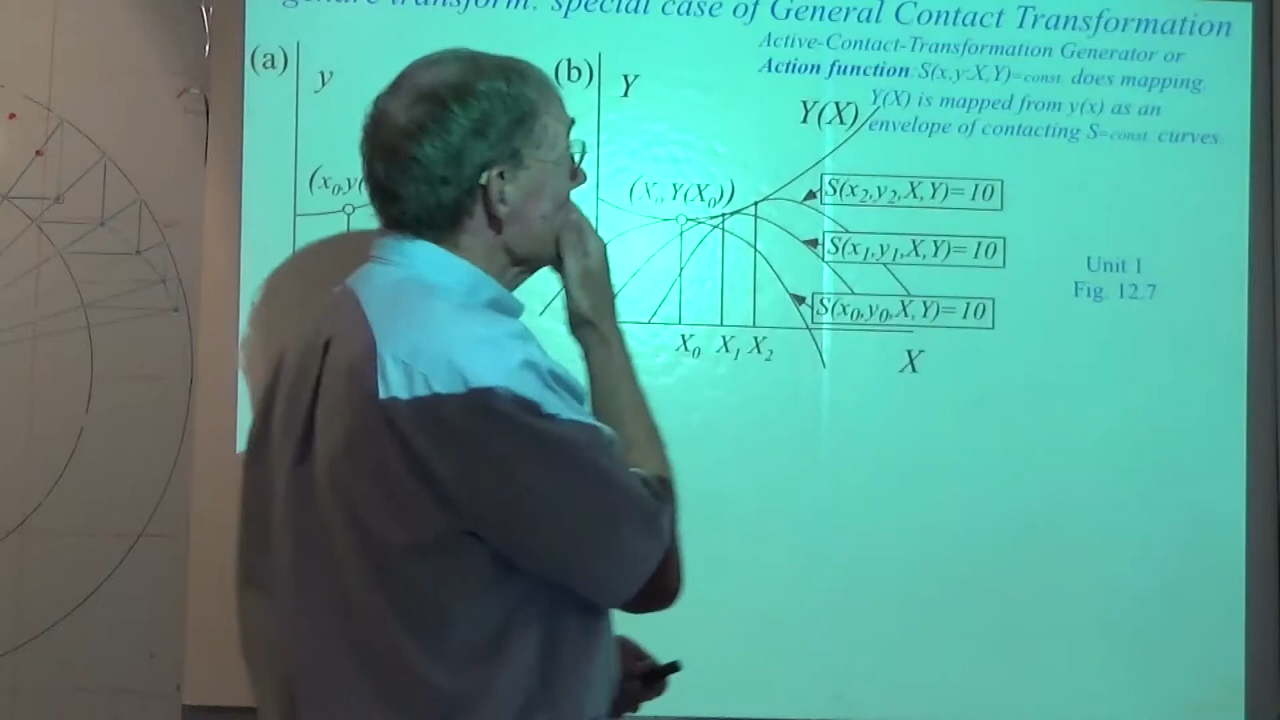 transform: special case of General Contact Transformation
Active-Contact-Transformation Generator or
Action function: S(x,y:X,Y)=const. does mapping.
Y(X) is mapped from y(x) as an
envelope of contacting S=const. curves.
(a)
y
(b)
Y
Y(X)
(x₀,y(
(X₀,Y(X₀))
S(x₂,y₂,X,Y)=10
S(x₁,y₁,X,Y)=10
S(x₀,y₀,X,Y)=10
Unit 1
Fig. 12.7
X₀ X₁ X₂
X